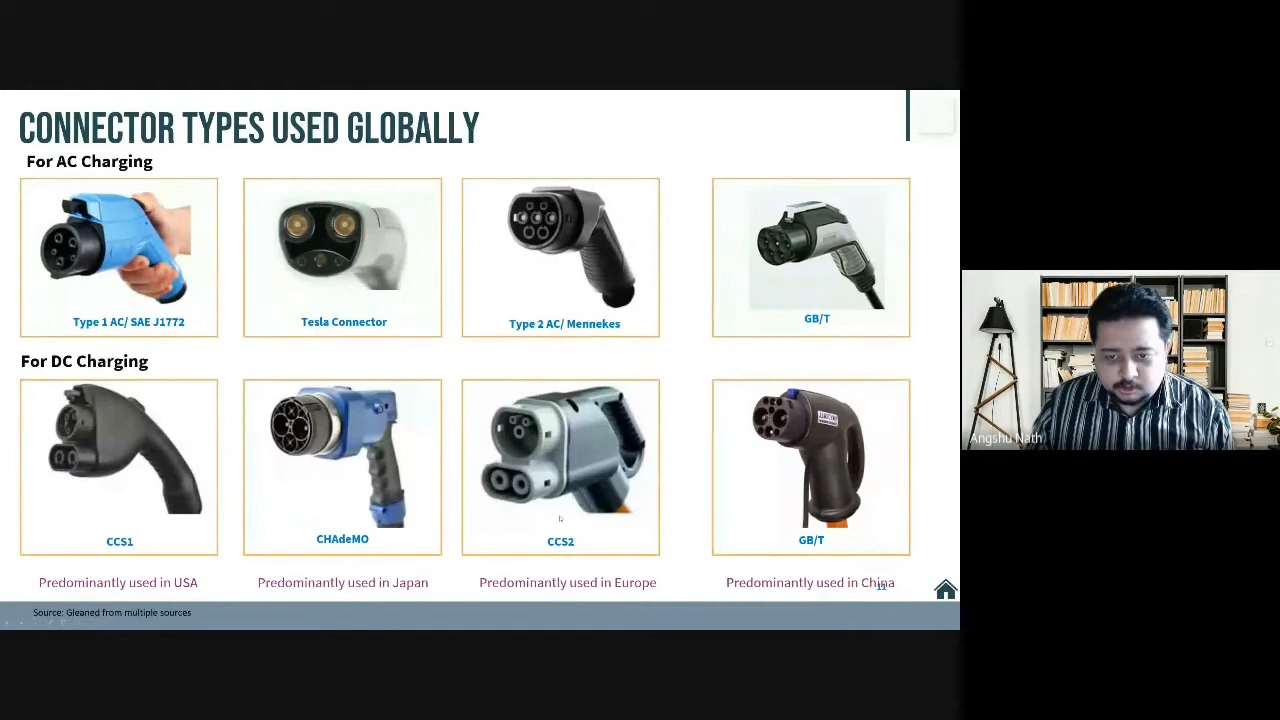 CONNECTOR TYPES USED GLOBALLY
For AC Charging
Type 1 AC/ SAE J1772
Tesla Connector
Type 2 AC/ Mennekes
GB/T
For DC Charging
CCS1
CHAdeMO
CCS2
GB/T
Predominantly used in USA
Predominantly used in Japan
Predominantly used in Europe
Predominantly used in China
11
Source: Gleaned from multiple sources
Angshu Nath